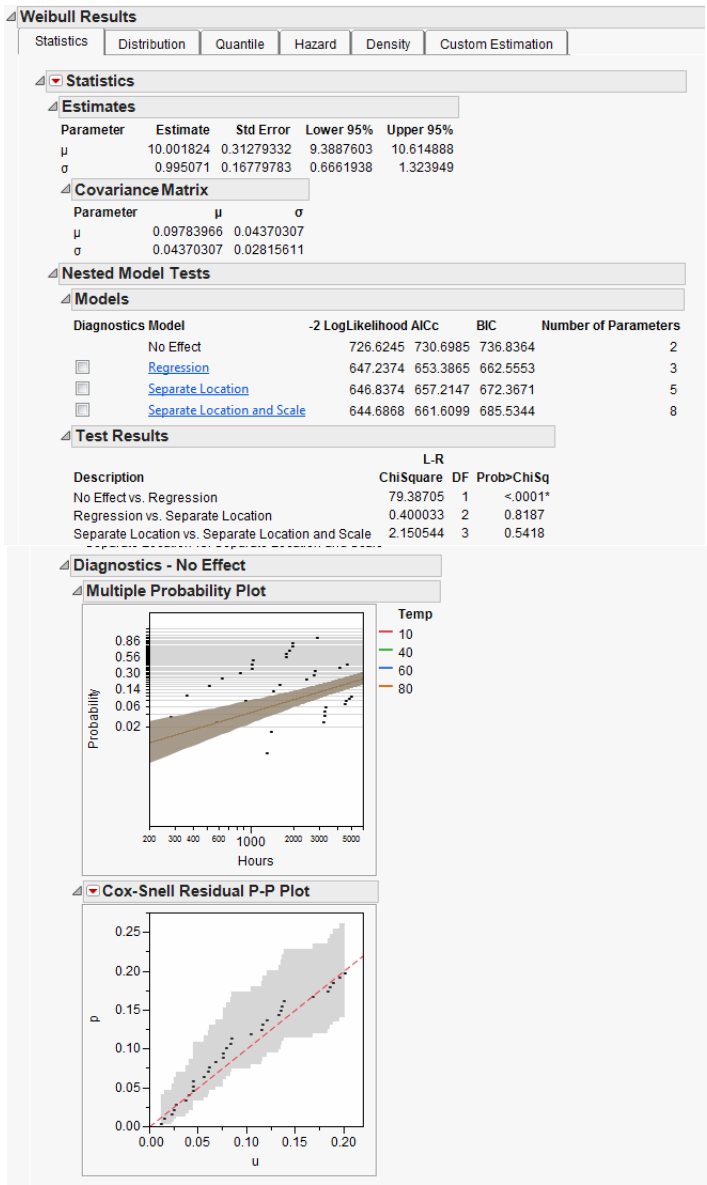 Weibull Results
Statistics Distribution Quantile Hazard Density Custom Estimation
Statistics
Estimates
Parameter Estimate Std Error Lower 95% Upper 95%
μ 10.001824 0.31279332 9.3887603 10.614888
σ 0.995071 0.16779783 0.6661938 1.323949
Covariance Matrix
Parameter μ σ
μ 0.09783966 0.04370307
σ 0.04370307 0.02815611
Nested Model Tests
Models
Diagnostics Model -2 LogLikelihood AICc BIC Number of Parameters
No Effect 726.6245 730.6985 736.8364 2
Regression 647.2374 653.3865 662.5553 3
Separate Location 646.8374 657.2147 672.3671 5
Separate Location and Scale 644.6868 661.6099 685.5344 8
Test Results
L-R
Description ChiSquare DF Prob>ChiSq
No Effect vs. Regression 79.38705 1 <.0001*
Regression vs. Separate Location 0.400033 2 0.8187
Separate Location vs. Separate Location and Scale 2.150544 3 0.5418
Diagnostics - No Effect
Multiple Probability Plot
Temp
10
40
60
80
0.86
0.56
0.30
0.14
0.06
0.02
Probability
200 300 400 600 1000 2000 3000 5000
Hours
Cox-Snell Residual P-P Plot
0.25
0.20
0.15
0.10
0.05
0.00
p
0.00 0.05 0.10 0.15 0.20
u